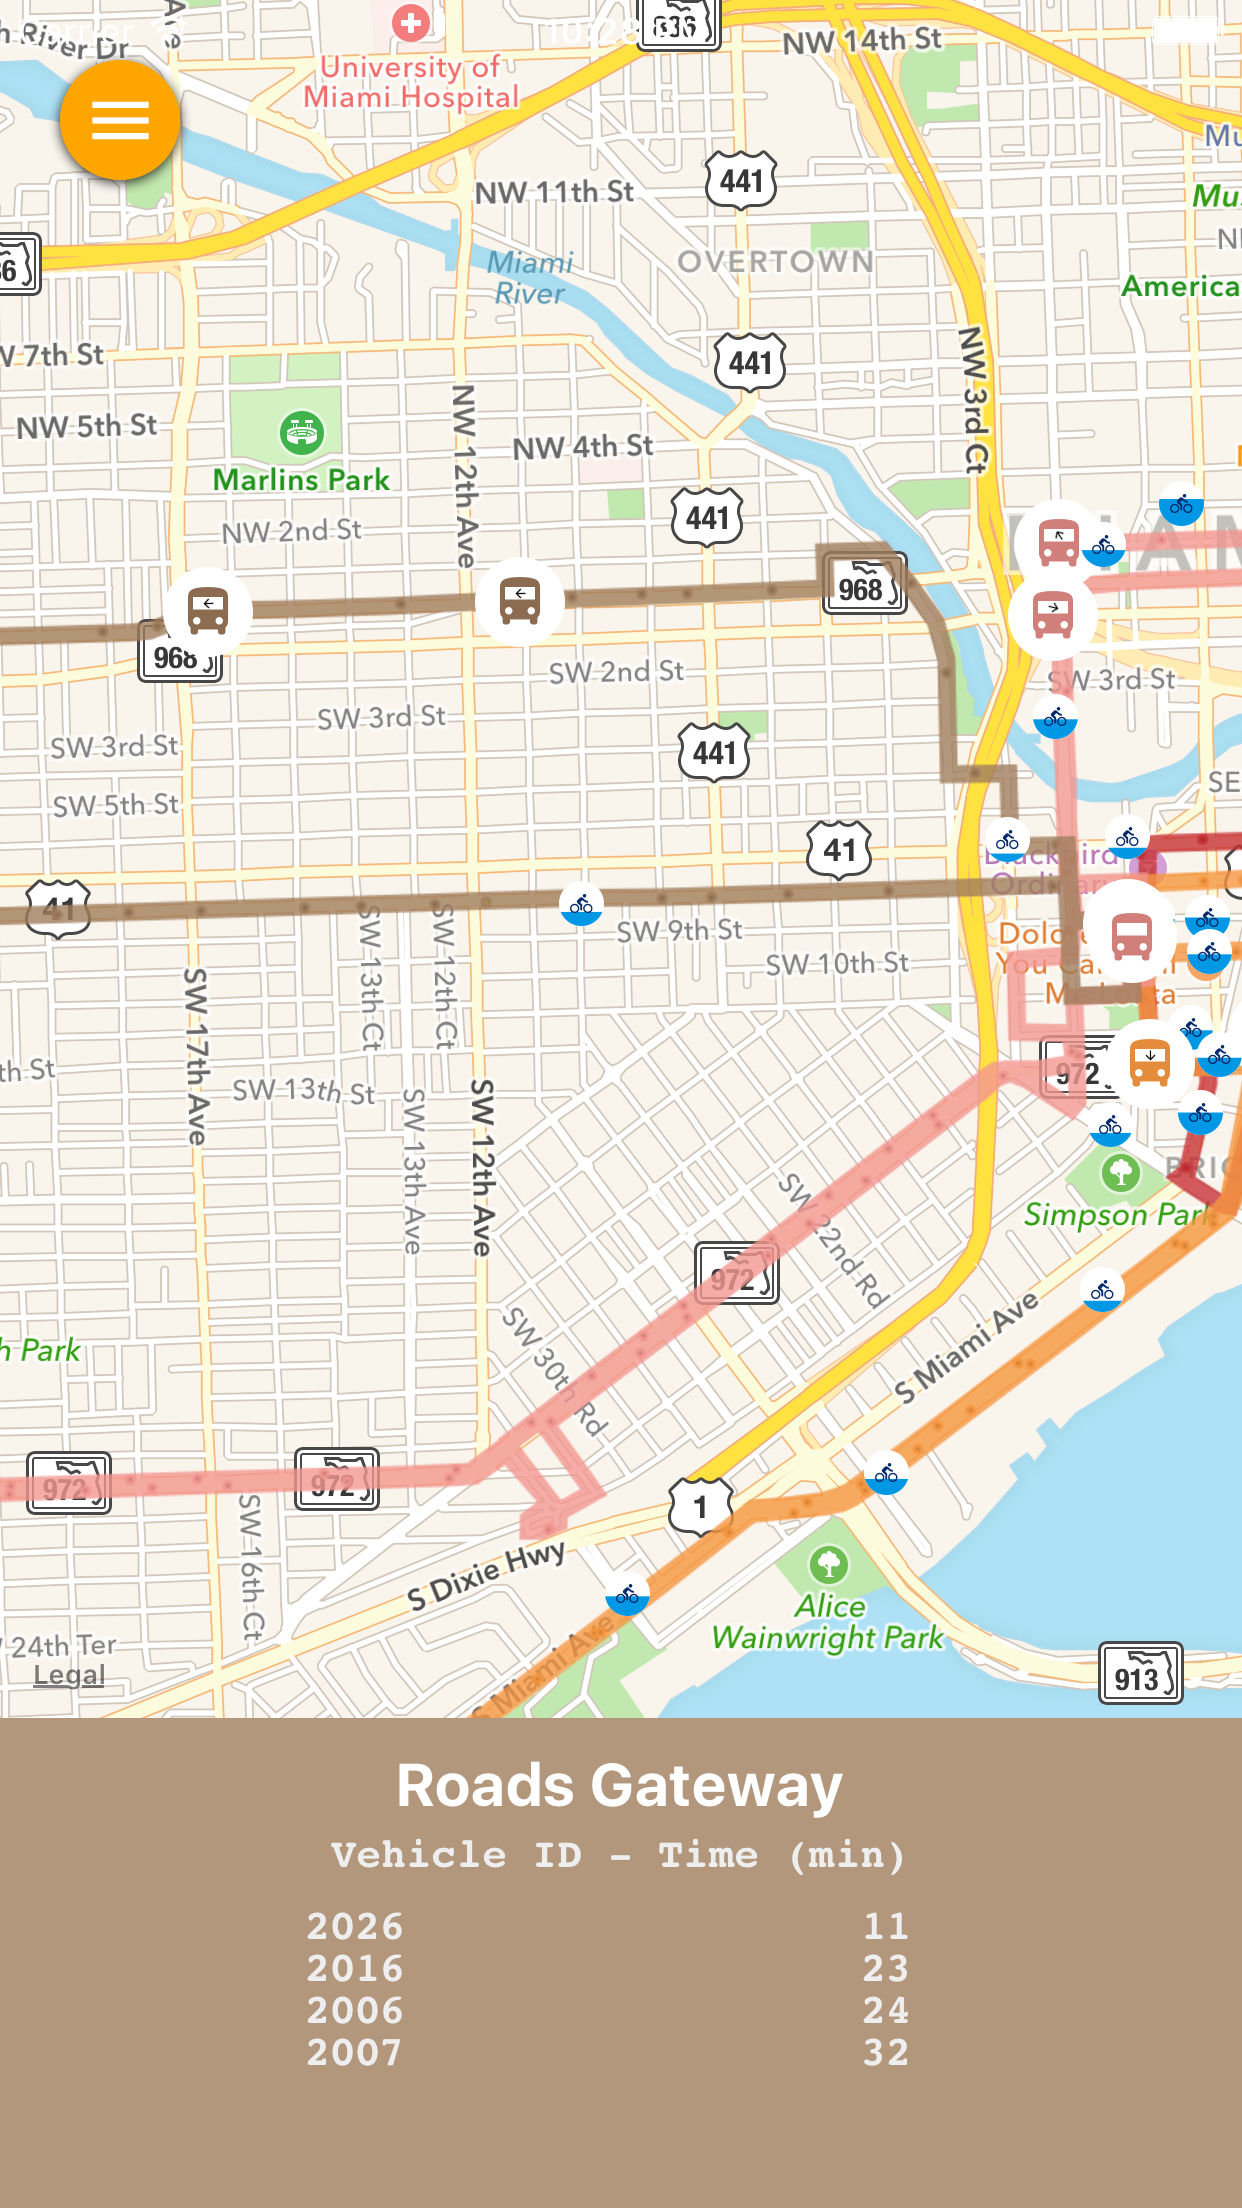 h River Dr
Carrier
836
NW 14th St
University of
Miami Hospital
441
NW 11th St
OVERTOWN
Miami
River
America
441
NW 3rd Ct
W 7th St
NW 5th St
NW 12th Ave
NW 4th St
Marlins Park
NW 2nd St
441
968
968
SW 2nd St
SW 3rd St
SW 3rd St
SW 3rd St
441
SE
SW 5th St
41
Blackbird
Ordinary
41
SW 9th St
SW 10th St
SW 13th Ct
SW 12th Ct
SW 17th Ave
th St
SW 13th St
SW 13th Ave
SW 12th Ave
972
SW 22nd Rd
BRIC
Simpson Park
972
h Park
SW 30th Rd
S Miami Ave
972
972
1
SW 16th Ct
S Dixie Hwy
Alice
Wainwright Park
24th Ter
Legal
S Miami Ave
913
Roads Gateway
Vehicle ID - Time (min)
2026 11
2016 23
2006 24
2007 32